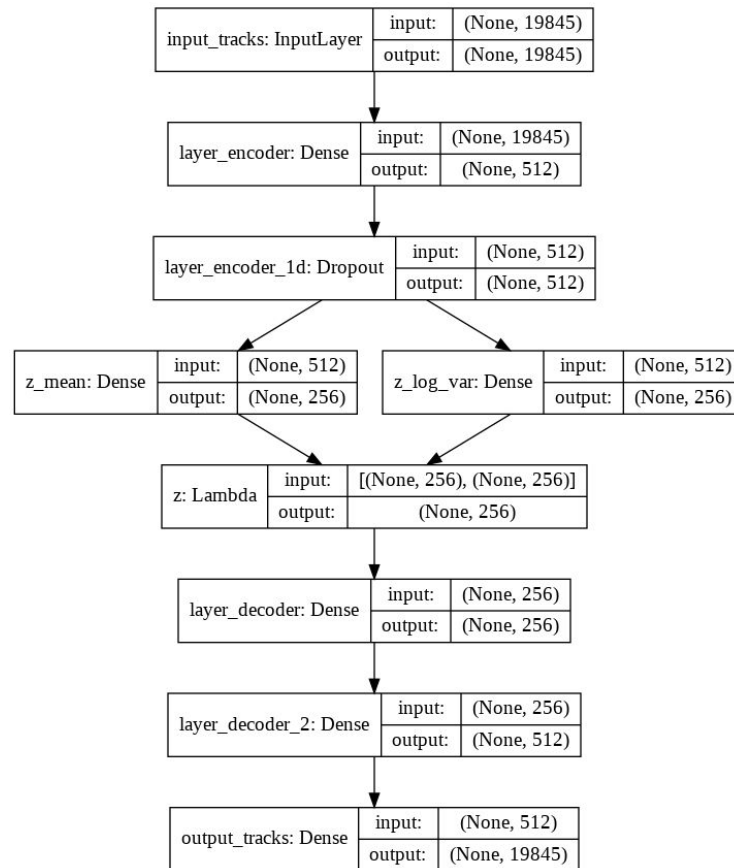 input_tracks: InputLayer
input: (None, 19845)
output: (None, 19845)
layer_encoder: Dense
input: (None, 19845)
output: (None, 512)
layer_encoder_1d: Dropout
input: (None, 512)
output: (None, 512)
z_mean: Dense
input: (None, 512)
output: (None, 256)
z_log_var: Dense
input: (None, 512)
output: (None, 256)
z: Lambda
input: [(None, 256), (None, 256)]
output: (None, 256)
layer_decoder: Dense
input: (None, 256)
output: (None, 256)
layer_decoder_2: Dense
input: (None, 256)
output: (None, 512)
output_tracks: Dense
input: (None, 512)
output: (None, 19845)